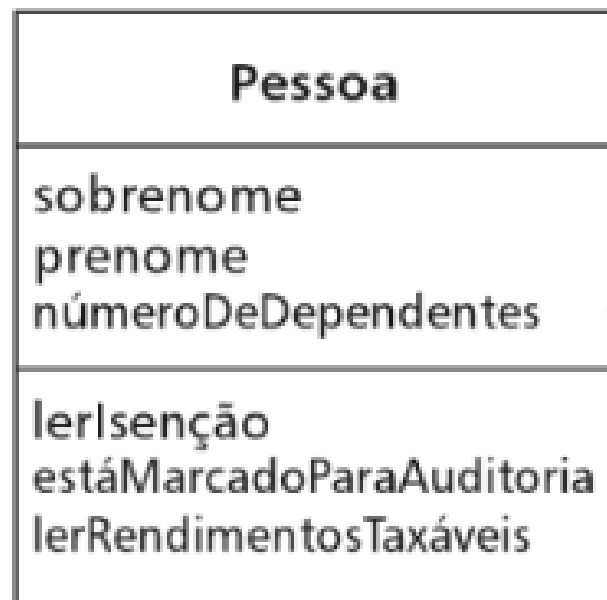 Pessoa
sobrenome
prenome
númeroDeDependentes
lerIsenção
estáMarcadoParaAuditoria
lerRendimentosTaxáveis